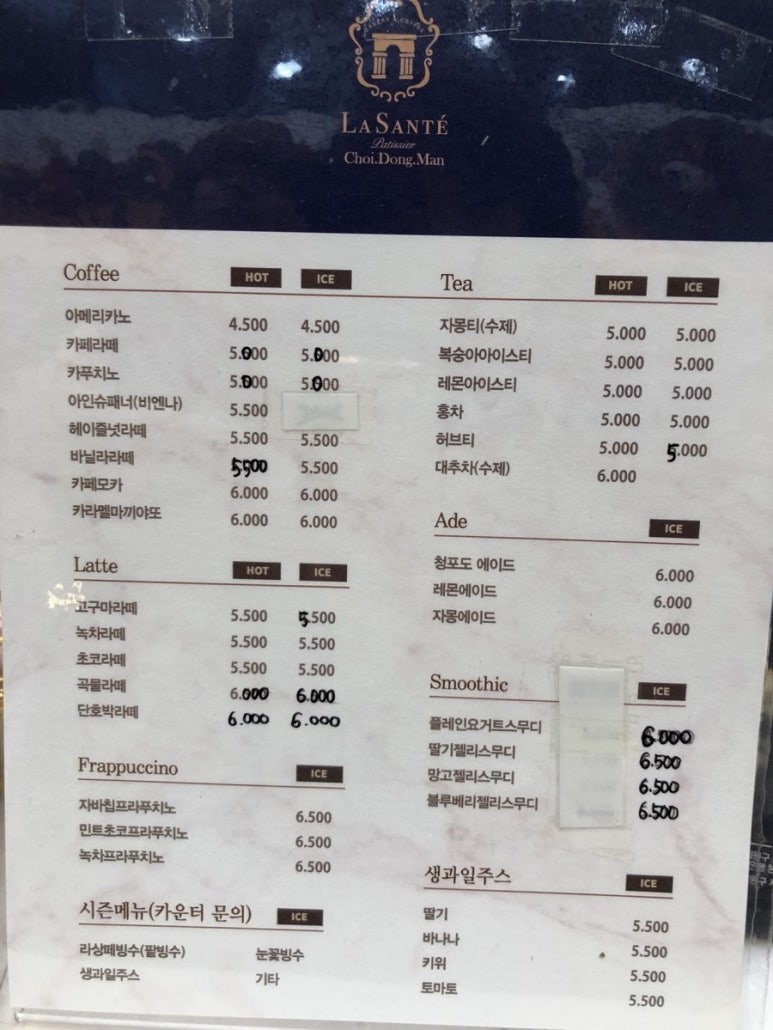 LA SANTÉ
Patissier
Choi.Dong.Man
Coffee HOT ICE
아메리카노 4.500 4.500
카페라떼 5.000 5.000
카푸치노 5.000 5.000
아인슈패너(비엔나) 5.500
헤이즐넛라떼 5.500 5.500
바닐라라떼 5500 5.500
카페모카 6.000 6.000
카라멜마끼야또 6.000 6.000
Latte HOT ICE
고구마라떼 5.500 5.500
녹차라떼 5.500 5.500
초코라떼 5.500 5.500
곡물라떼 6.000 6.000
단호박라떼 6.000 6.000
Frappuccino ICE
자바칩프라푸치노 6.500
민트초코프라푸치노 6.500
녹차프라푸치노 6.500
시즌메뉴(카운터 문의) ICE
라상떼빙수(팥빙수) 눈꽃빙수
생과일쥬스 기타
Tea HOT ICE
자몽티(수제) 5.000 5.000
복숭아아이스티 5.000 5.000
레몬아이스티 5.000 5.000
홍차 5.000 5.000
허브티 5.000 5.000
대추차(수제) 6.000
Ade ICE
청포도 에이드 6.000
레몬에이드 6.000
자몽에이드 6.000
Smoothic ICE
플레인요거트스무디 6.000
딸기젤리스무디 6.500
망고젤리스무디 6.500
블루베리젤리스무디 6.500
생과일주스 ICE
딸기 5.500
바나나 5.500
키위 5.500
토마토 5.500